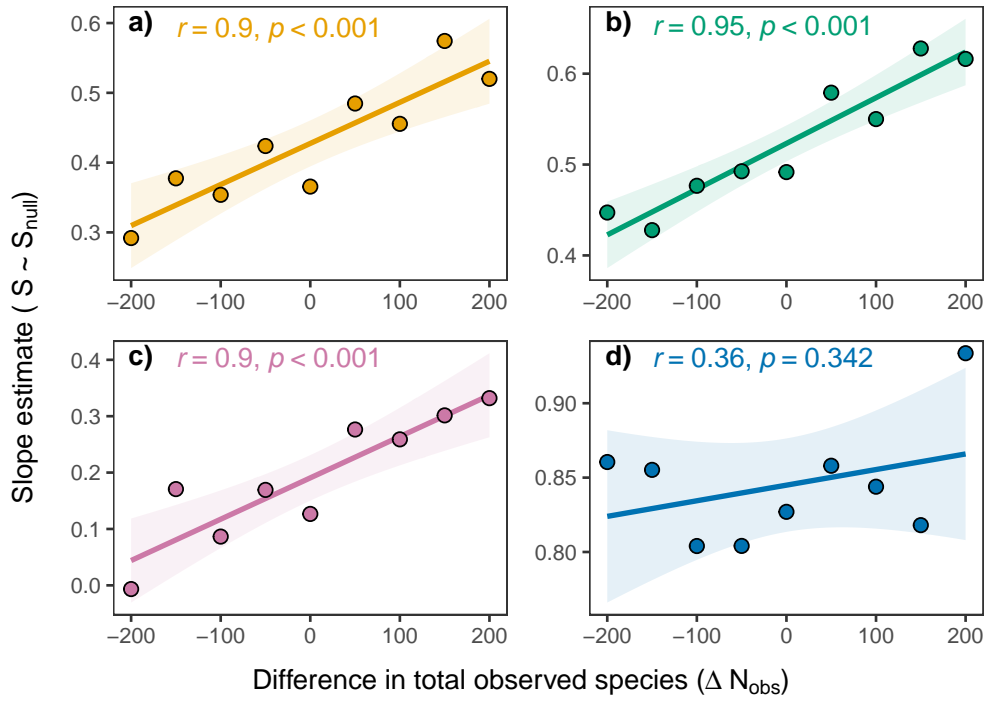 a) r = 0.9, p < 0.001
0.6
0.5
0.4
0.3
−200 −100 0 100 200
b) r = 0.95, p < 0.001
0.6
0.5
0.4
−200 −100 0 100 200
c) r = 0.9, p < 0.001
0.4
0.3
0.2
0.1
0.0
−200 −100 0 100 200
d) r = 0.36, p = 0.342
0.90
0.85
0.80
−200 −100 0 100 200
Slope estimate ( S ~ Snull)
Difference in total observed species (Δ Nobs)